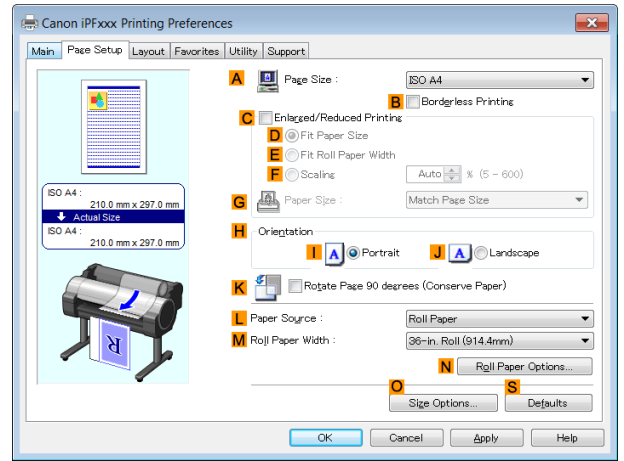 Canon iPFxxx Printing Preferences
Main Page Setup Layout Favorites Utility Support
A Page Size : ISO A4
B Borderless Printing
C Enlarged/Reduced Printing
D Fit Paper Size
E Fit Roll Paper Width
F Scaling Auto % (5 - 600)
G Paper Size : Match Page Size
ISO A4 :
210.0 mm x 297.0 mm
Actual Size
ISO A4 :
210.0 mm x 297.0 mm
H Orientation
I A Portrait J A Landscape
K Rotate Page 90 degrees (Conserve Paper)
L Paper Source : Roll Paper
M Roll Paper Width : 36-in. Roll (914.4mm)
R
N Roll Paper Options...
O S
Size Options... Defaults
OK Cancel Apply Help